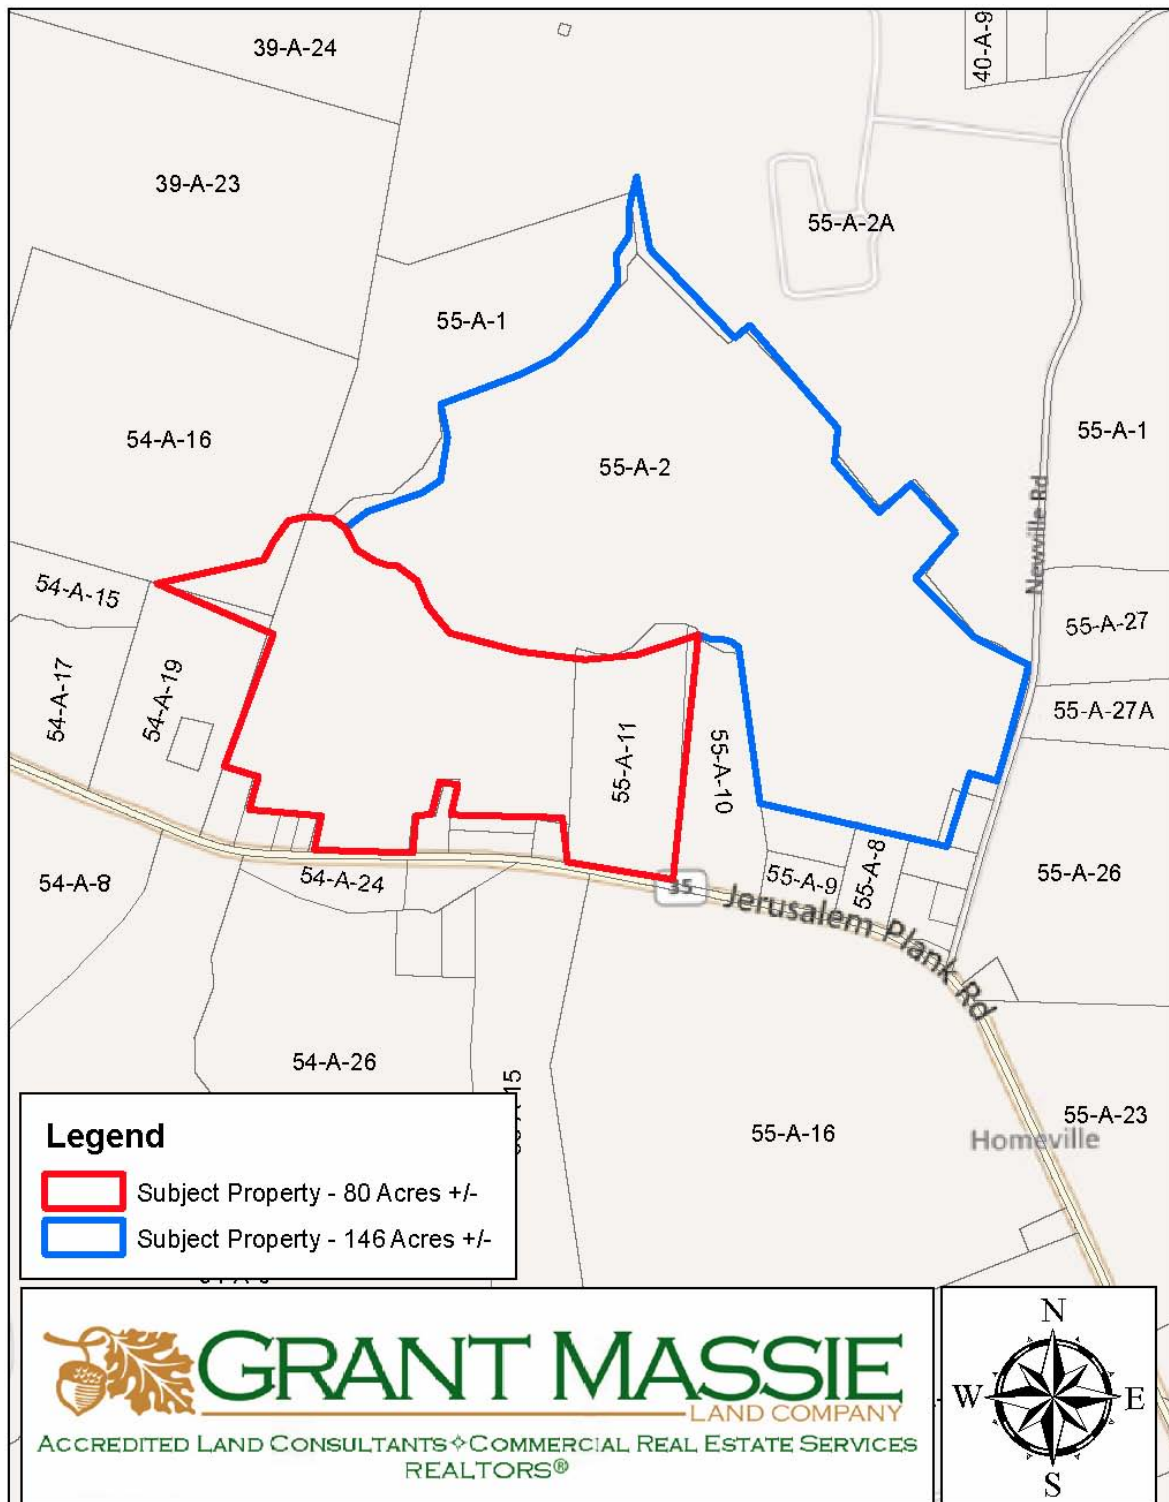 39-A-24
40-A-9
39-A-23
55-A-2A
55-A-1
54-A-16
55-A-1
55-A-2
Newville Rd
54-A-15
55-A-27
54-A-17
54-A-19
55-A-27A
55-A-11
55-A-10
54-A-8
54-A-24
35
55-A-9
55-A-8
55-A-26
Jerusalem Plank Rd
54-A-26
55-A-16
55-A-23
Homeville
Legend
Subject Property - 80 Acres +/-
Subject Property - 146 Acres +/-
GRANT MASSIE
LAND COMPANY
ACCREDITED LAND CONSULTANTS⟡COMMERCIAL REAL ESTATE SERVICES
REALTORS®
N
W
E
S